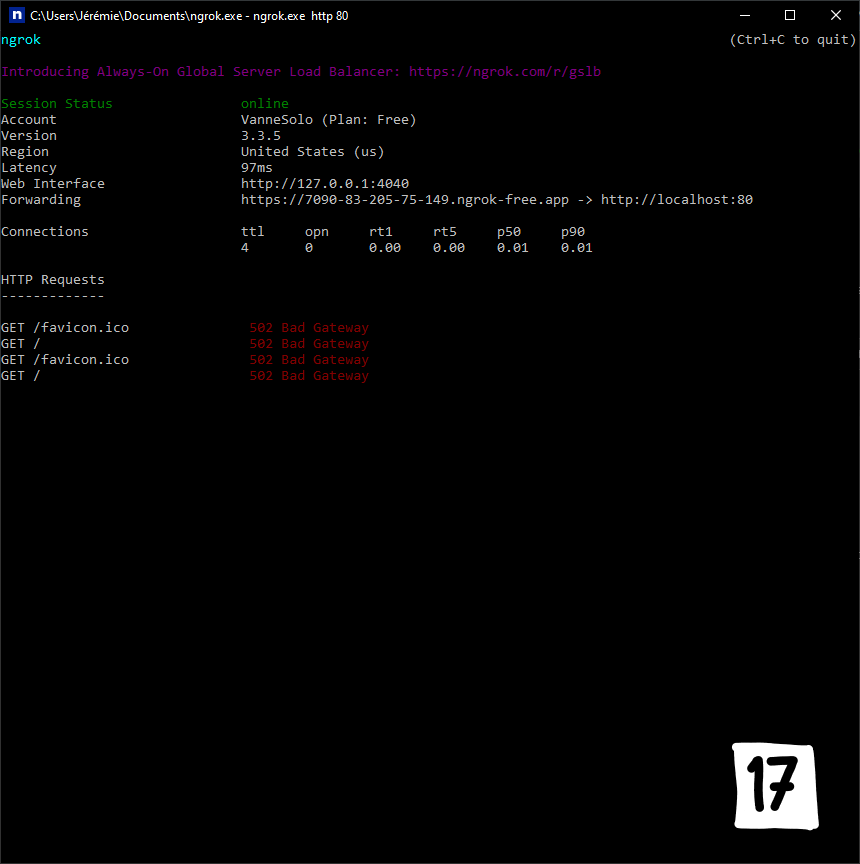 n C:\Users\Jérémie\Documents\ngrok.exe - ngrok.exe http 80
ngrok (Ctrl+C to quit)
Introducing Always-On Global Server Load Balancer: https://ngrok.com/r/gslb
Session Status online
Account VanneSolo (Plan: Free)
Version 3.3.5
Region United States (us)
Latency 97ms
Web Interface http://127.0.0.1:4040
Forwarding https://7090-83-205-75-149.ngrok-free.app -> http://localhost:80
Connections ttl opn rt1 rt5 p50 p90
4 0 0.00 0.00 0.01 0.01
HTTP Requests
-------------
GET /favicon.ico 502 Bad Gateway
GET / 502 Bad Gateway
GET /favicon.ico 502 Bad Gateway
GET / 502 Bad Gateway
17